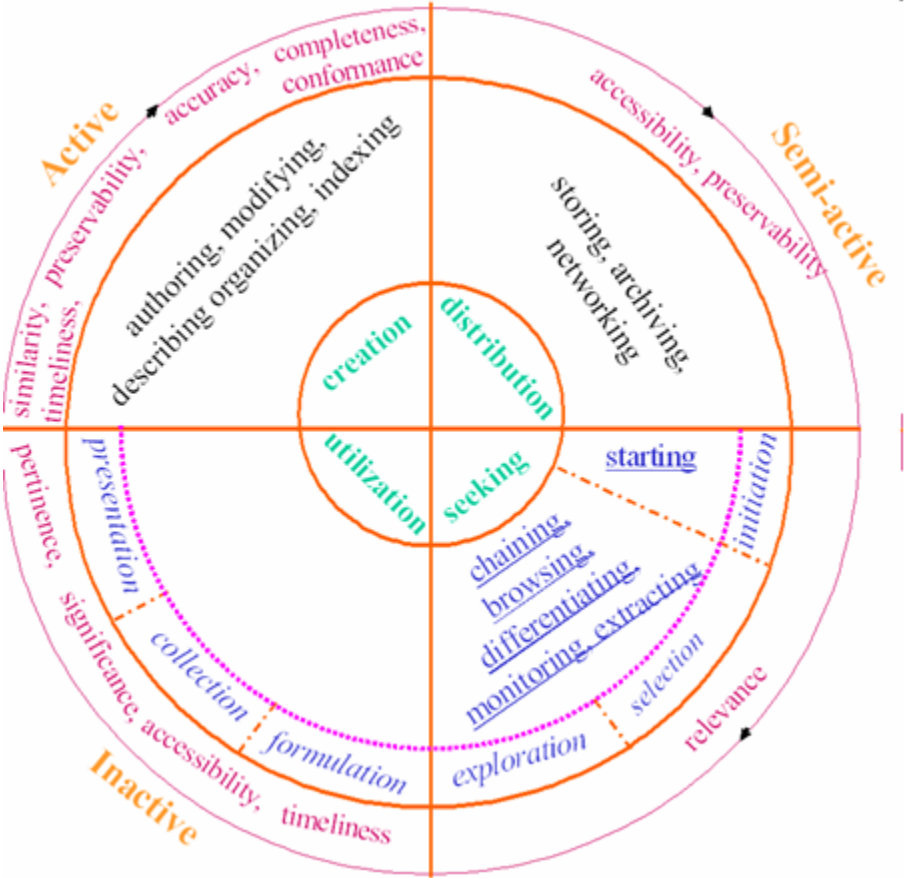 Active
Semi-active
Inactive
similarity, preservability, accuracy, completeness,
timeliness,
conformance
accessibility, preservability
authoring, modifying,
describing organizing, indexing
storing, archiving,
networking
creation
distribution
utilization
seeking
starting
chaining,
browsing,
differentiating,
monitoring, extracting
initiation
selection
exploration
formulation
collection
presentation
relevance
pertinence, significance, accessibility, timeliness